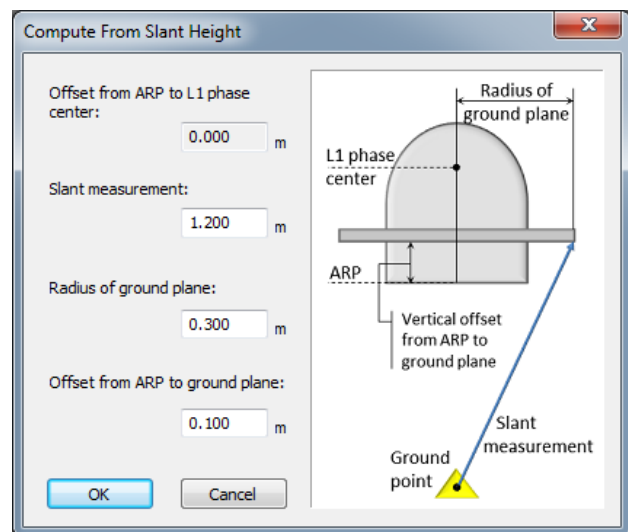 Compute From Slant Height
Offset from ARP to L1 phase
center:
0.000 m
Slant measurement:
1.200 m
Radius of ground plane:
0.300 m
Offset from ARP to ground plane:
0.100 m
OK
Cancel
Radius of
ground plane
L1 phase
center
ARP
Vertical offset
from ARP to
ground plane
Slant
measurement
Ground
point